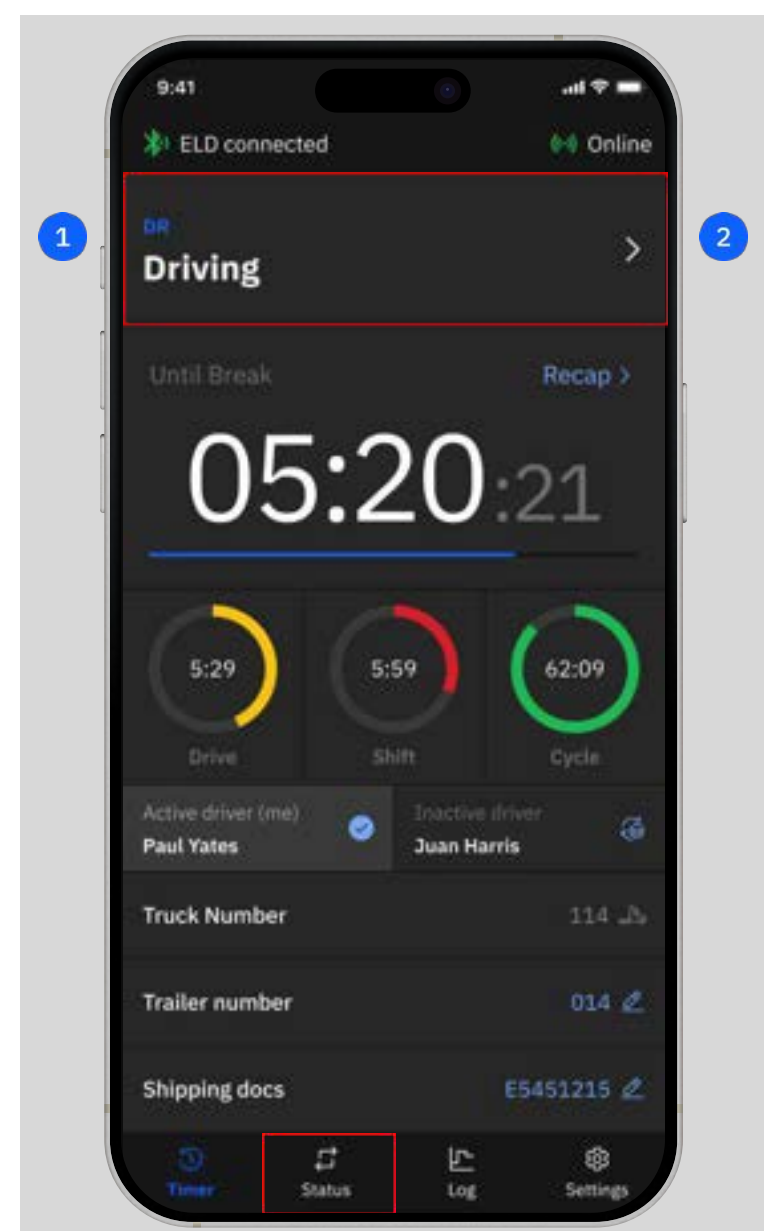 9:41
ELD connected
Online
1
2
DR
Driving
Until Break
Recap
05:20:21
5:29
5:59
62:09
Drive
Shift
Cycle
Active driver (me)
Paul Yates
Inactive driver
Juan Harris
Truck Number
114
Trailer number
014
Shipping docs
E5451215
Timer
Status
Log
Settings